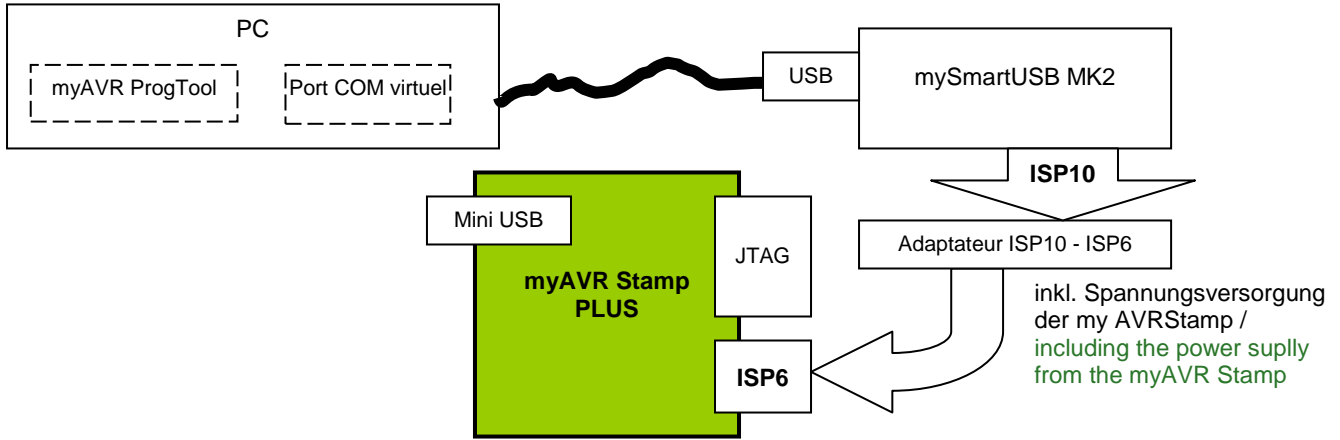 PC
myAVR ProgTool
Port COM virtuel
USB
mySmartUSB MK2
ISP10
Mini USB
JTAG
Adaptateur ISP10 - ISP6
myAVR Stamp
PLUS
ISP6
inkl. Spannungsversorgung
der my AVRStamp /
including the power suplly
from the myAVR Stamp